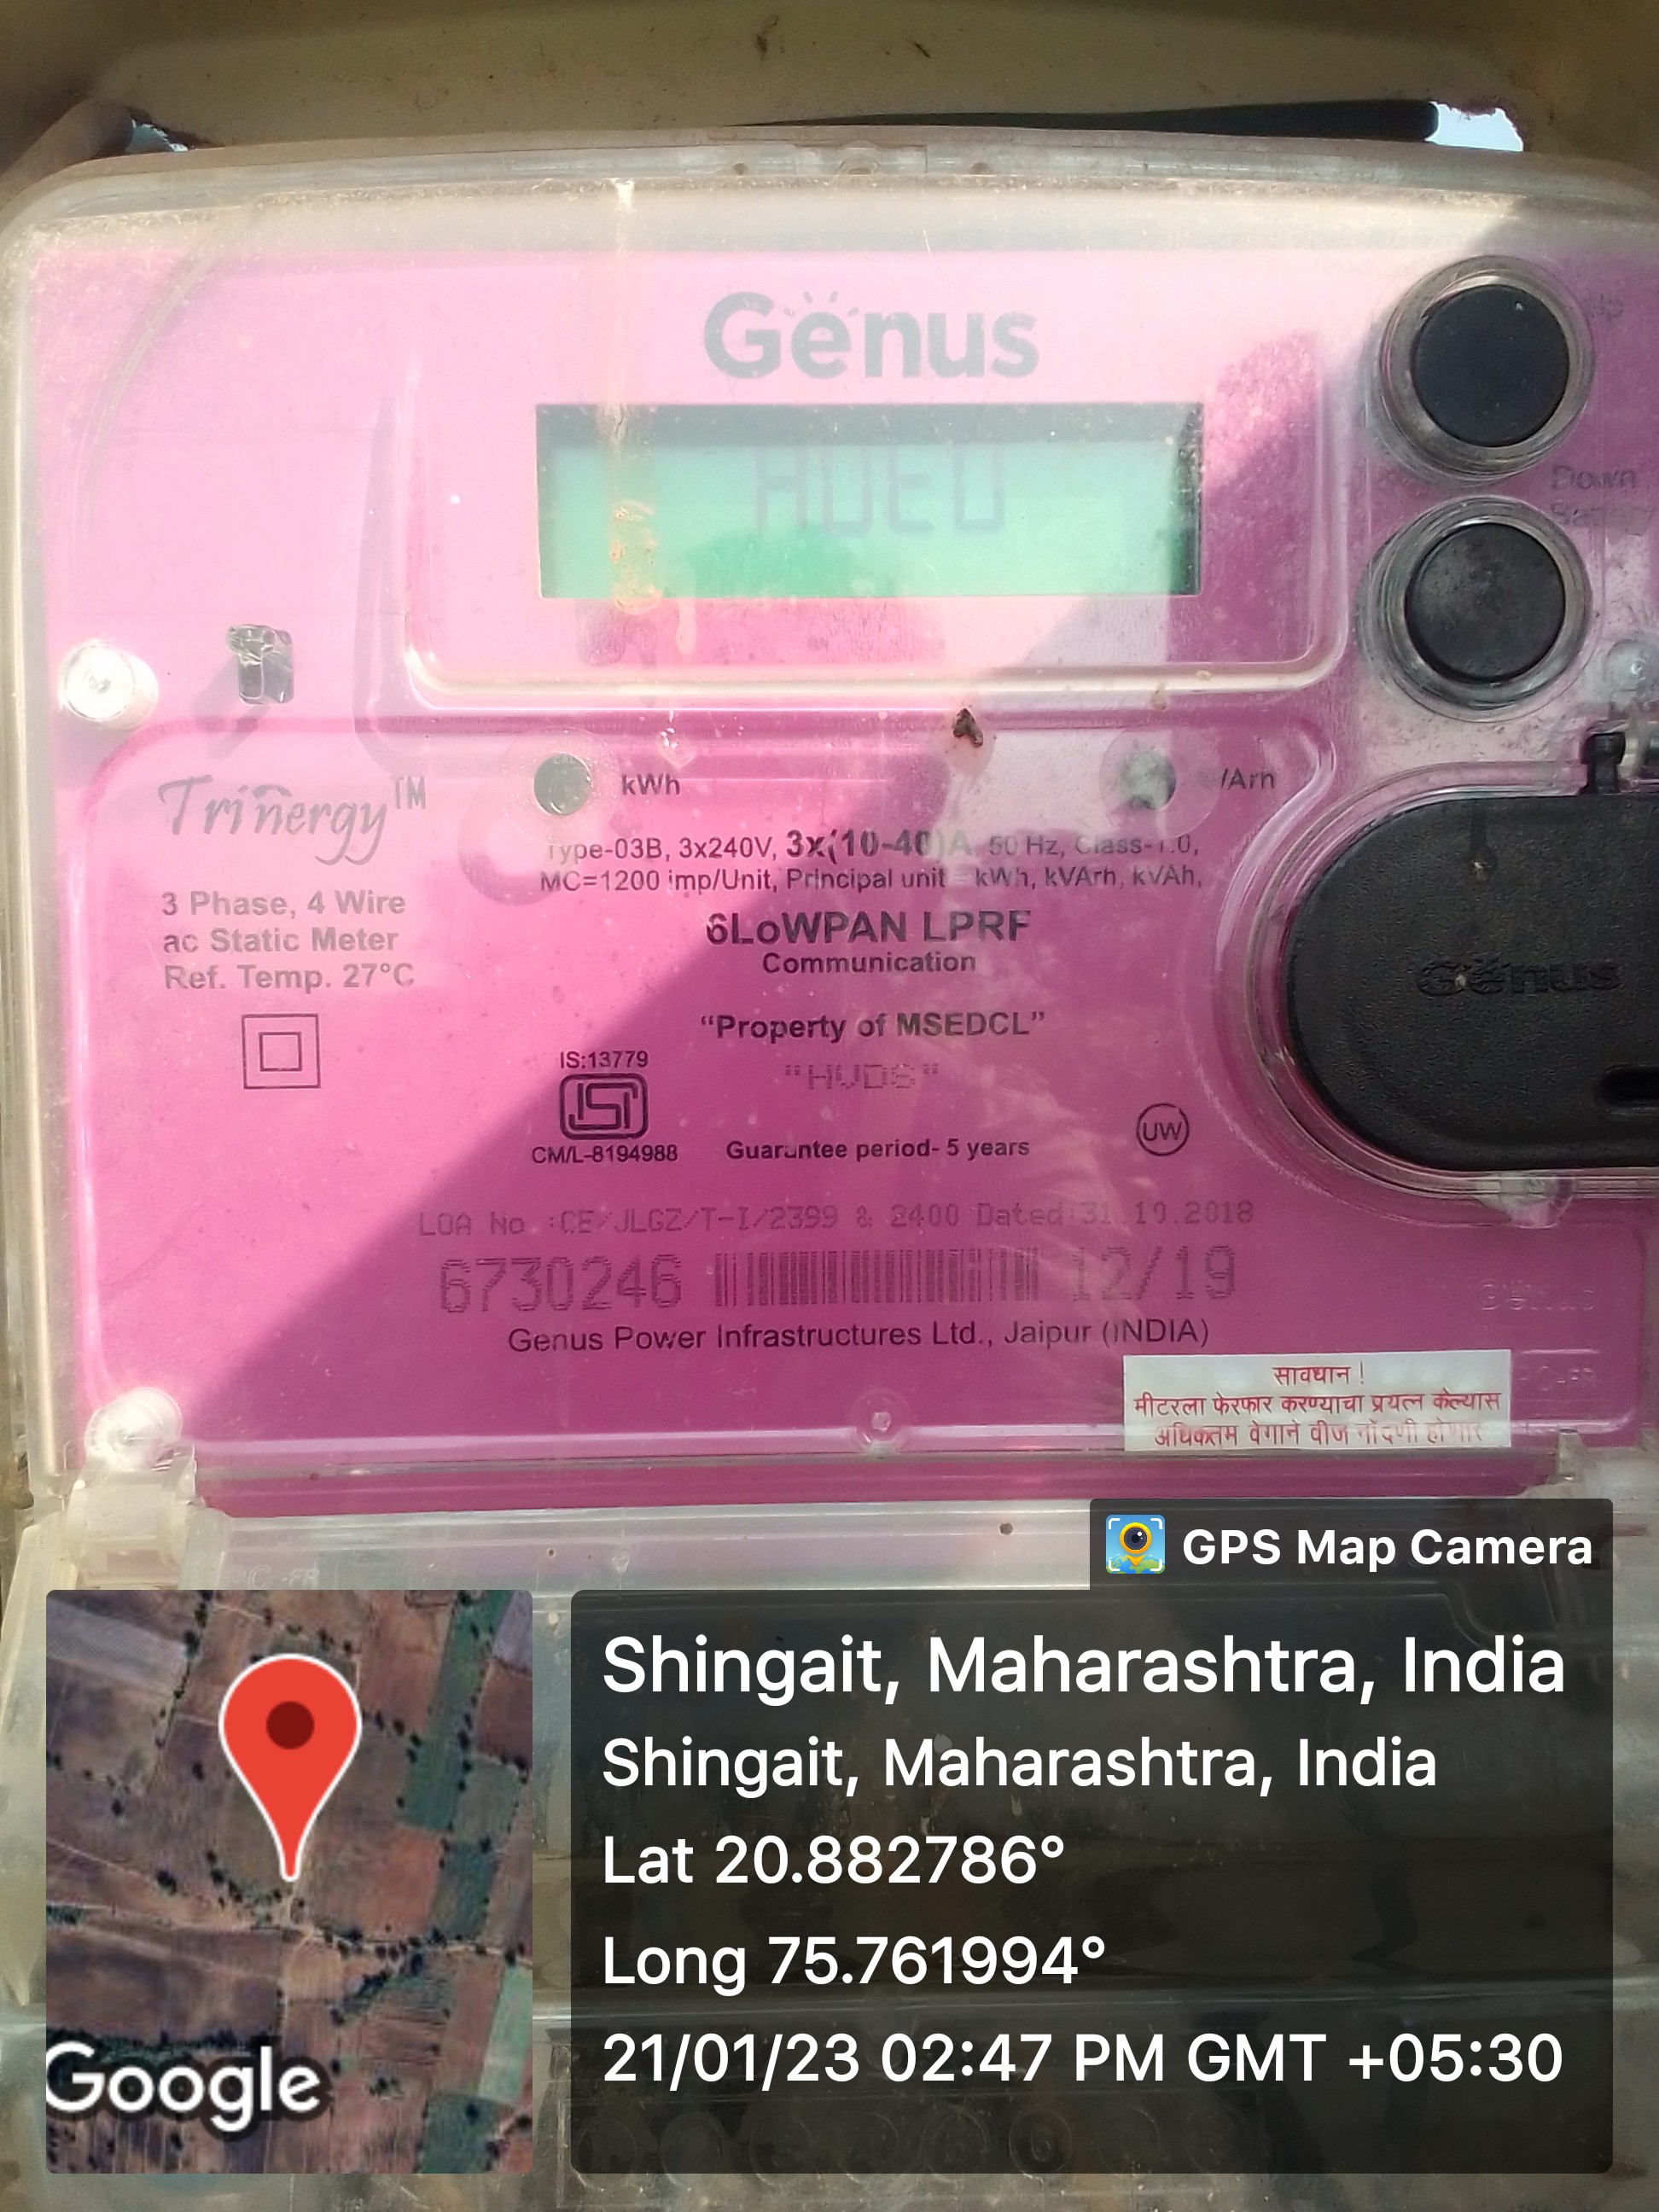 Genus
Down
kWh
Trinergy™
Type-03B, 3x240V, 3x(10-40)A, 50 Hz, Class-1.0,
MC=1200 imp/Unit, Principal unit = kWh, kVArh, kVAh,
3 Phase, 4 Wire
ac Static Meter
Ref. Temp. 27°C
6LoWPAN LPRF
Communication
Genus
"Property of MSEDCL"
"HVDS"
IS:13779
ISI
CM/L-8194988
Guarantee period- 5 years
UW
LOA No :CE/JLGZ/T-I/2399 & 2400 Dated:31.10.2018
6730246 12/19
Genus
Genus Power Infrastructures Ltd., Jaipur (INDIA)
सावधान !
मीटरला फेरफार करण्याचा प्रयत्न केल्यास
अधिकतम वेगाने वीज नोंदणी होणार
GPS Map Camera
Shingait, Maharashtra, India
Shingait, Maharashtra, India
Lat 20.882786°
Long 75.761994°
21/01/23 02:47 PM GMT +05:30
Google